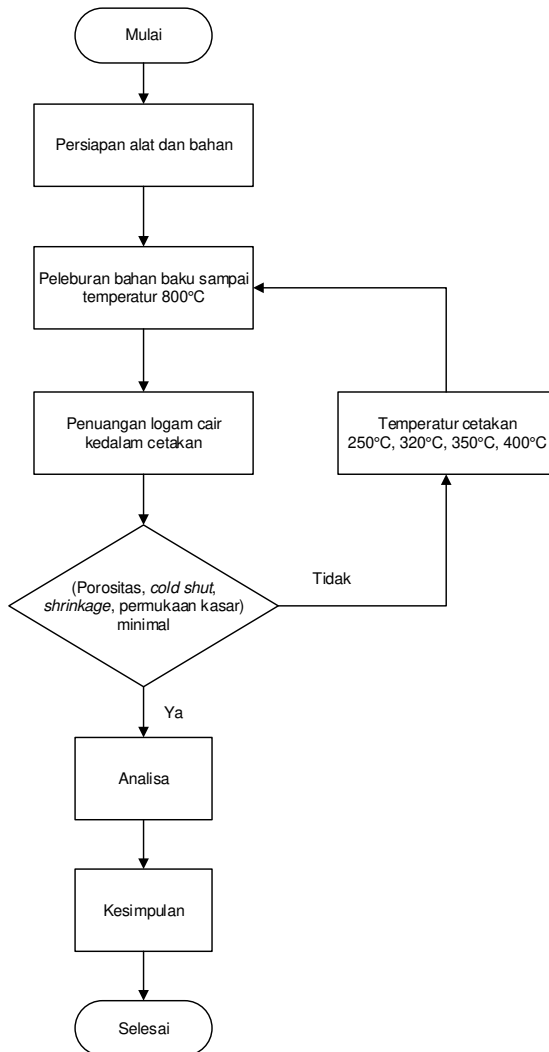 Mulai
Persiapan alat dan bahan
Peleburan bahan baku sampai
temperatur 800°C
Penuangan logam cair
kedalam cetakan
Temperatur cetakan
250°C, 320°C, 350°C, 400°C
(Porositas, cold shut,
shrinkage, permukaan kasar)
minimal
Tidak
Ya
Analisa
Kesimpulan
Selesai